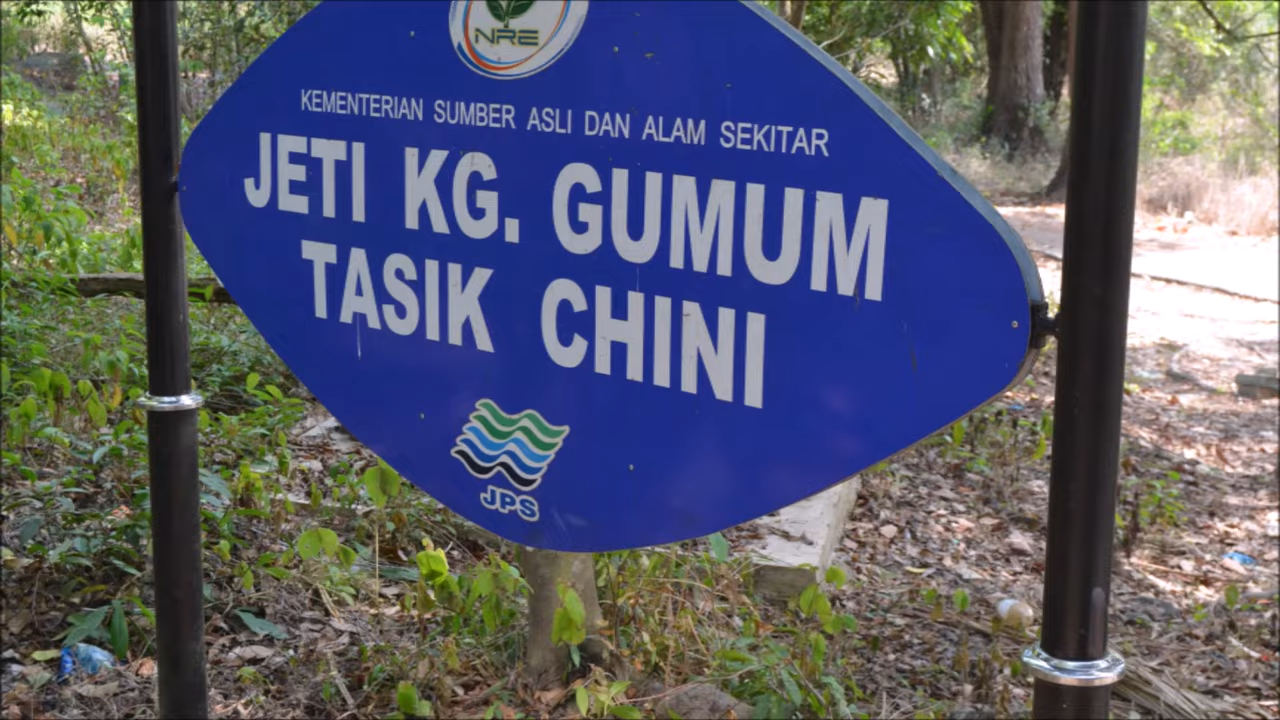 NRE
KEMENTERIAN SUMBER ASLI DAN ALAM SEKITAR
JETI KG. GUMUM
TASIK CHINI
JPS